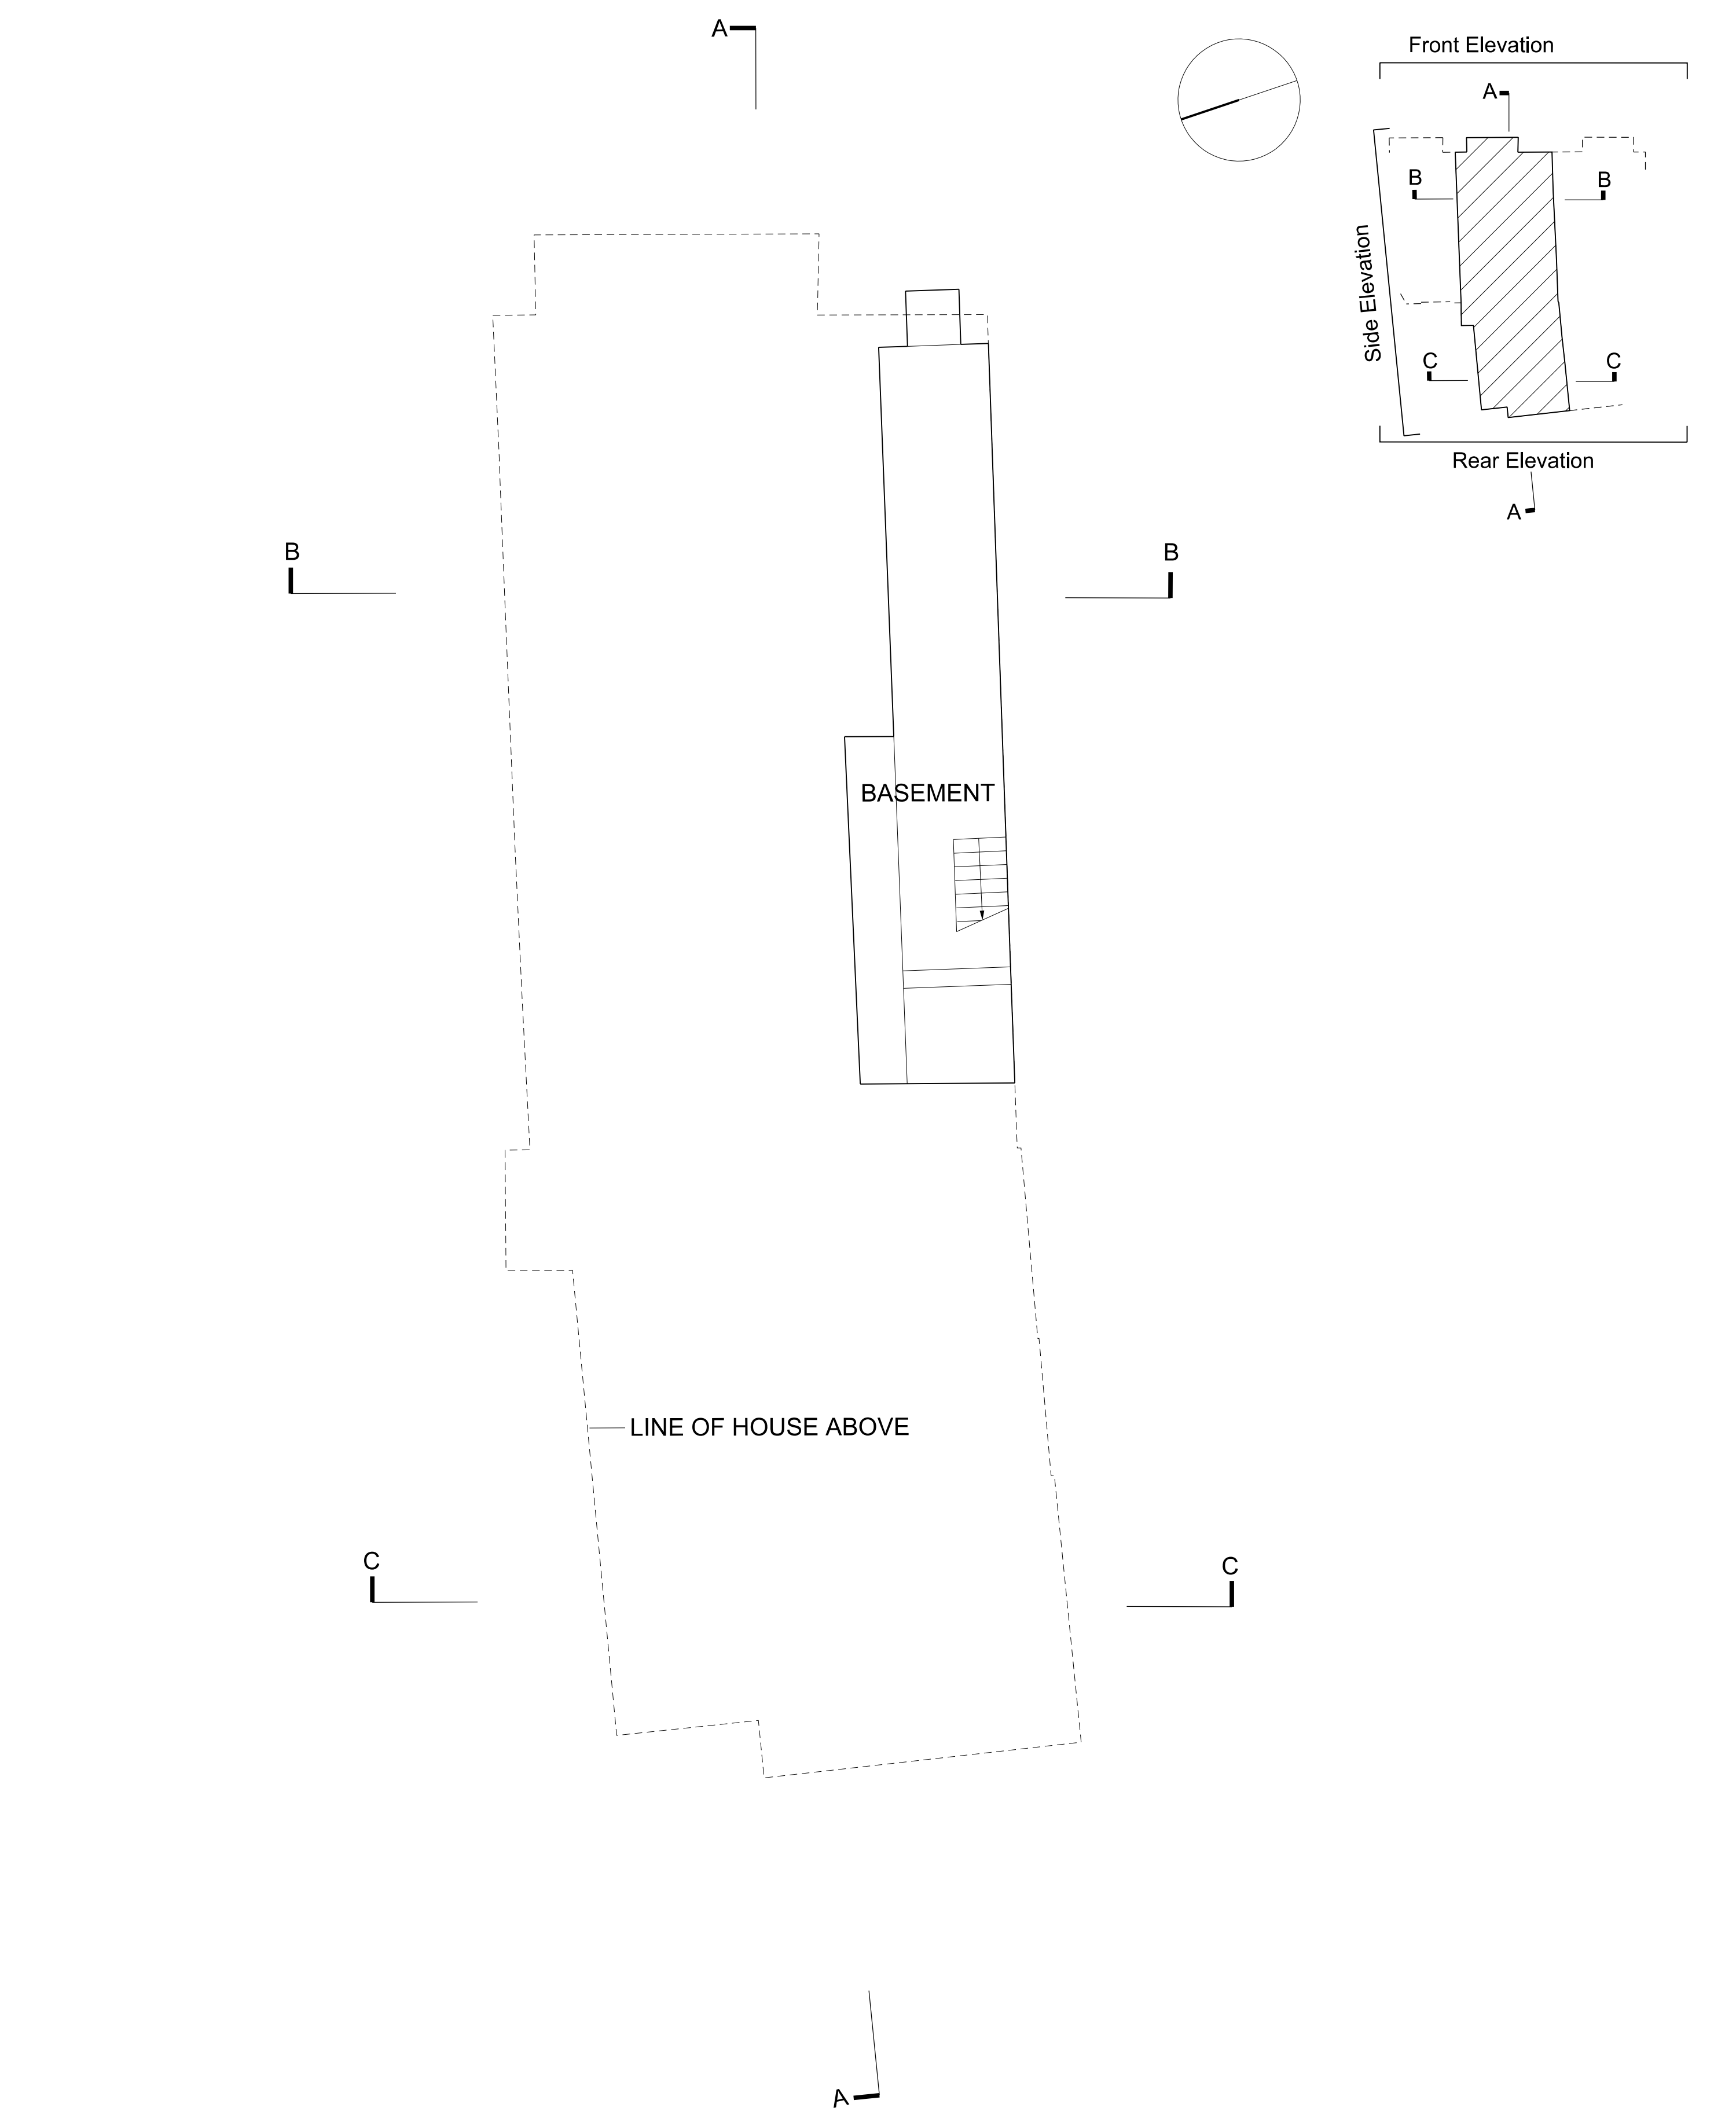 A
Front Elevation
A
B
B
Side Elevation
C
C
Rear Elevation
A
B
B
BASEMENT
LINE OF HOUSE ABOVE
C
C
A